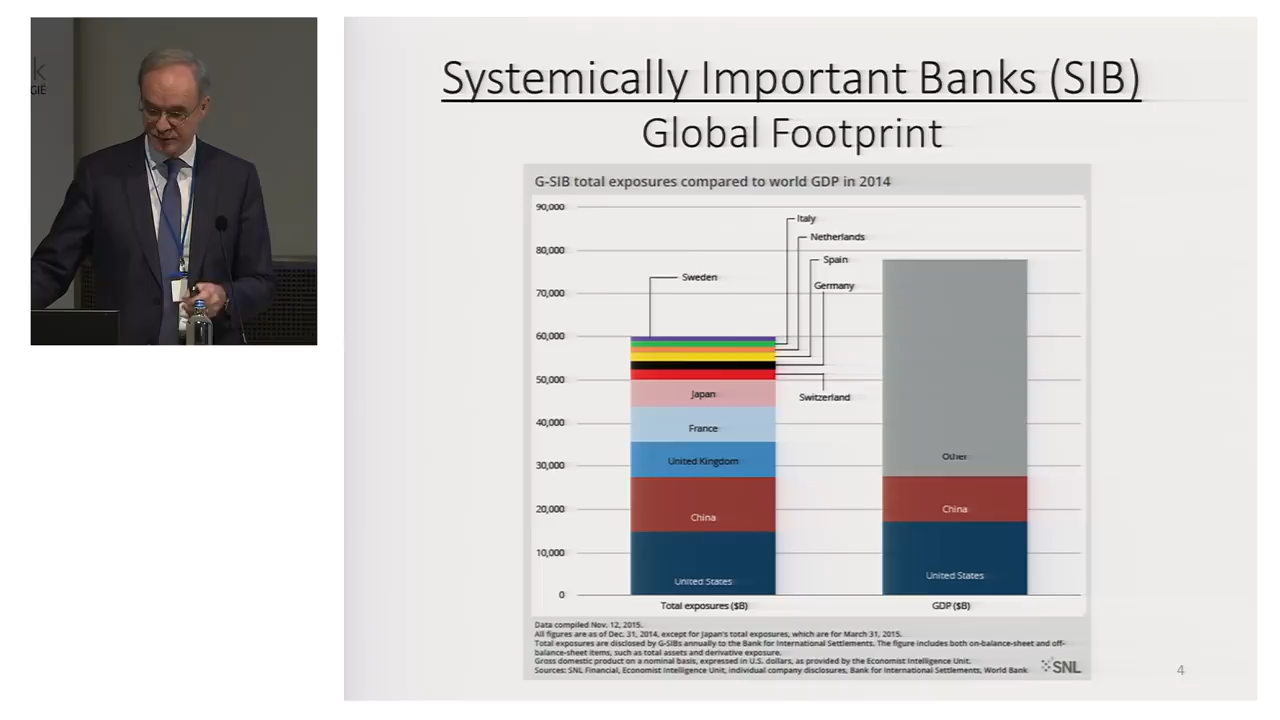 k
GIË
Systemically Important Banks (SIB)
Global Footprint
G-SIB total exposures compared to world GDP in 2014
90,000
80,000
70,000
60,000
50,000
40,000
30,000
20,000
10,000
0
Italy
Netherlands
Spain
Germany
Sweden
Switzerland
Japan
France
United Kingdom
China
United States
Other
China
United States
Total exposures ($B)
GDP ($B)
Data compiled Nov. 12, 2015.
All figures are as of Dec. 31, 2014, except for Japan's total exposures, which are for March 31, 2015.
Total exposures are disclosed by G-SIBs annually to the Bank for International Settlements. The figure includes both on-balance-sheet and off-
balance-sheet items, such as total assets and derivative exposure.
Gross domestic product on a nominal basis, expressed in U.S. dollars, as provided by the Economist Intelligence Unit.
Sources: SNL Financial, Economist Intelligence Unit, individual company disclosures, Bank for International Settlements, World Bank
SNL
4